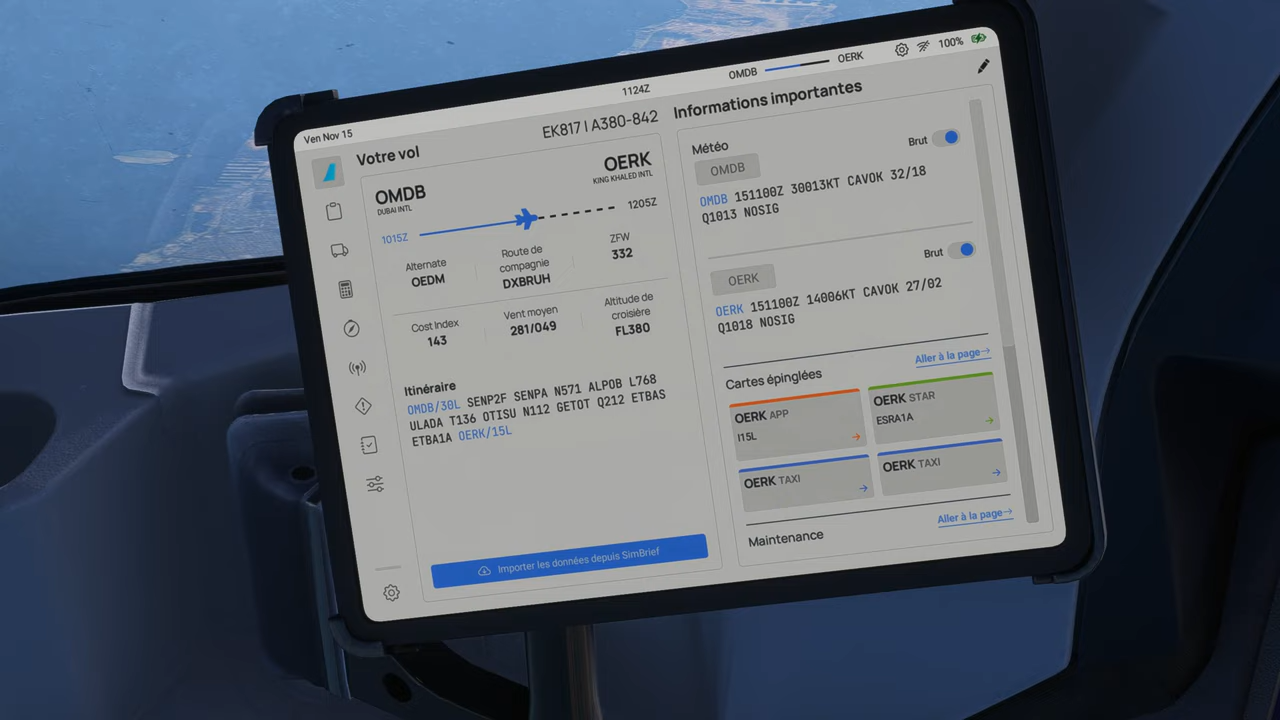 Ven Nov 15
1124Z
OMDB OERK
100%
Votre vol
EK817 | A380-842
OMDB
DUBAI INTL
OERK
KING KHALED INTL
1015Z
1205Z
Alternate
OEDM
Route de
compagnie
DXBRUH
ZFW
332
Cost Index
143
Vent moyen
281/049
Altitude de
croisière
FL380
Itinéraire
OMDB/30L SENP2F SENPA N571 ALPOB L768
ULADA T136 OTISU N112 GETOT Q212 ETBAS
ETBA1A OERK/15L
Importer les données depuis SimBrief
Informations importantes
Météo
Brut
OMDB
OMDB 151100Z 30013KT CAVOK 32/18
Q1013 NOSIG
Brut
OERK
OERK 151100Z 14006KT CAVOK 27/02
Q1018 NOSIG
Aller à la page
Cartes épinglées
OERK APP
I15L
OERK STAR
ESRA1A
OERK TAXI
OERK TAXI
Aller à la page
Maintenance